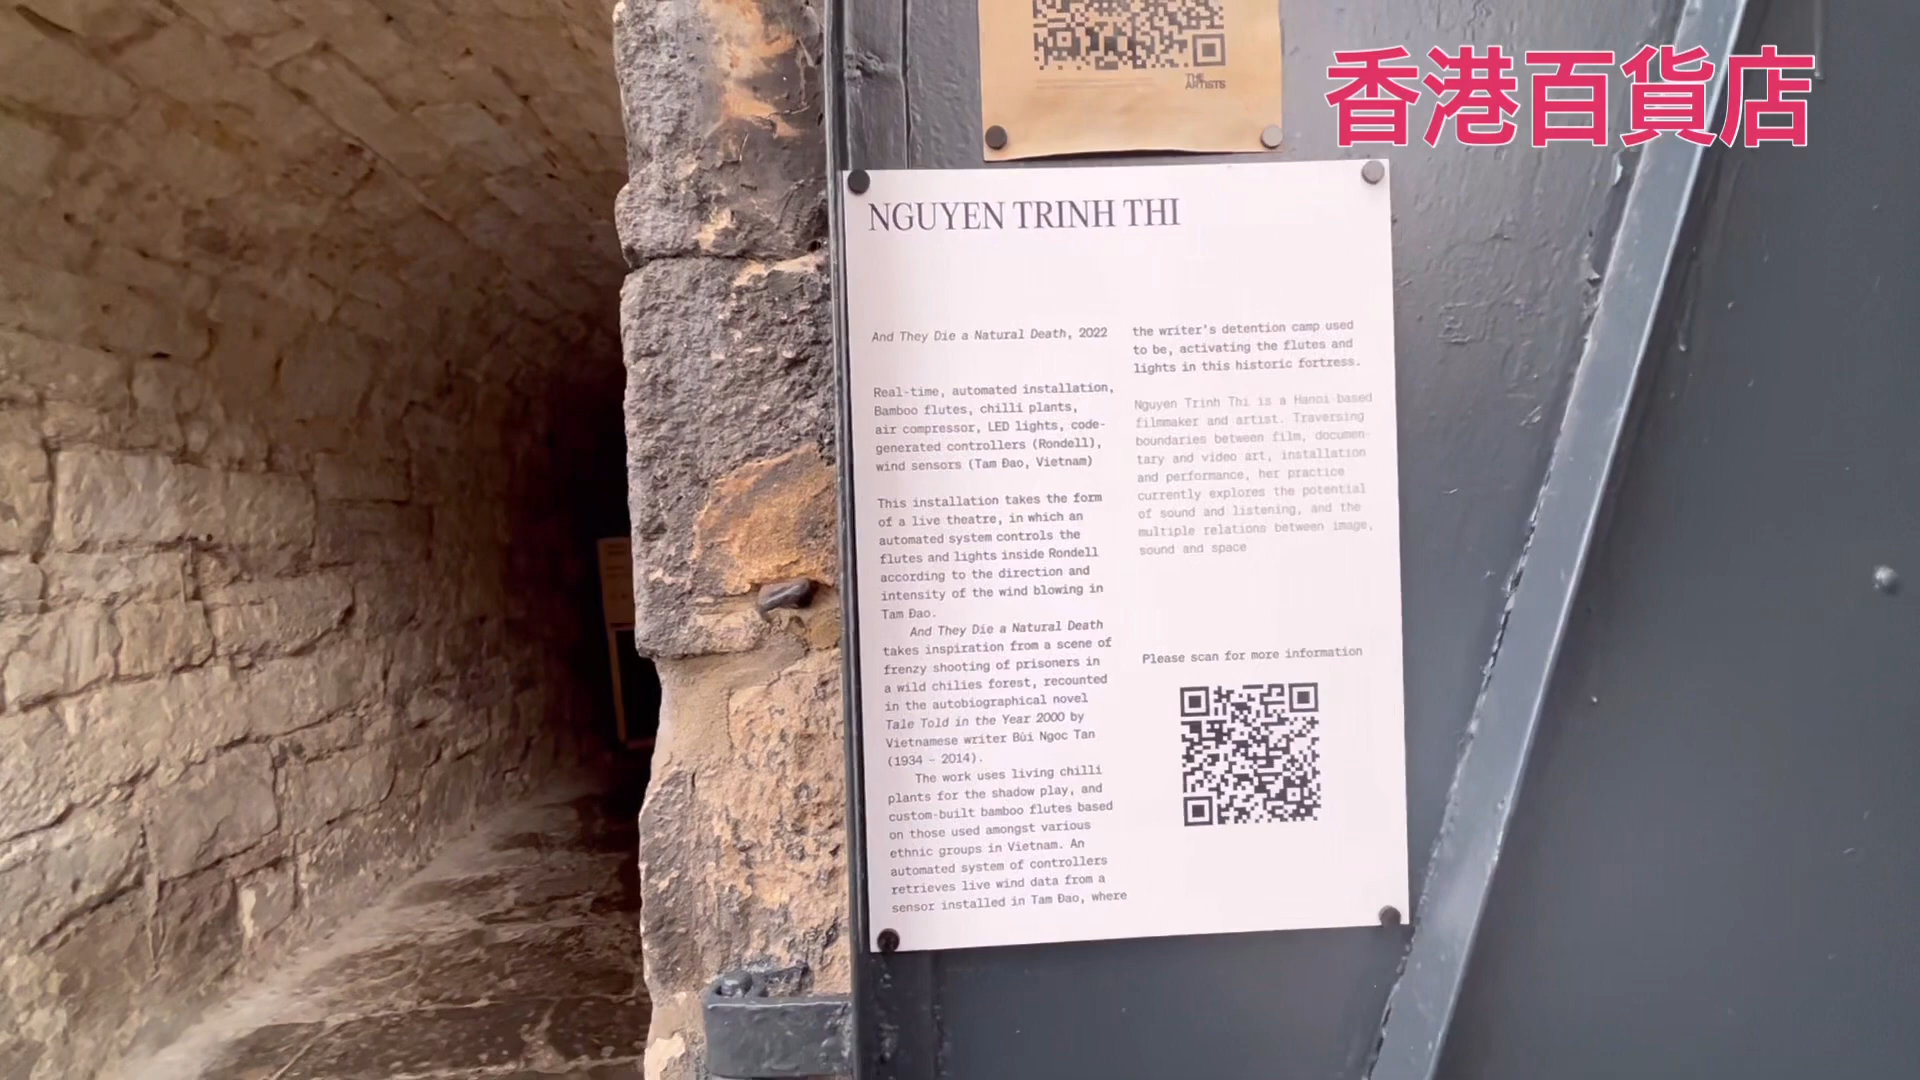 THE
ARTISTS
香港百貨店
NGUYEN TRINH THI
And They Die a Natural Death, 2022
Real-time, automated installation,
Bamboo flutes, chilli plants,
air compressor, LED lights, code-
generated controllers (Rondell),
wind sensors (Tam Đao, Vietnam)
This installation takes the form
of a live theatre, in which an
automated system controls the
flutes and lights inside Rondell
according to the direction and
intensity of the wind blowing in
Tam Đao.
And They Die a Natural Death
takes inspiration from a scene of
frenzy shooting of prisoners in
a wild chilies forest, recounted
in the autobiographical novel
Tale Told in the Year 2000 by
Vietnamese writer Bùi Ngoc Tan
(1934 – 2014).
The work uses living chilli
plants for the shadow play, and
custom-built bamboo flutes based
on those used amongst various
ethnic groups in Vietnam. An
automated system of controllers
retrieves live wind data from a
sensor installed in Tam Đao, where
the writer's detention camp used
to be, activating the flutes and
lights in this historic fortress.
Nguyen Trinh Thi is a Hanoi-based
filmmaker and artist. Traversing
boundaries between film, documen-
tary and video art, installation
and performance, her practice
currently explores the potential
of sound and listening, and the
multiple relations between image,
sound and space
Please scan for more information